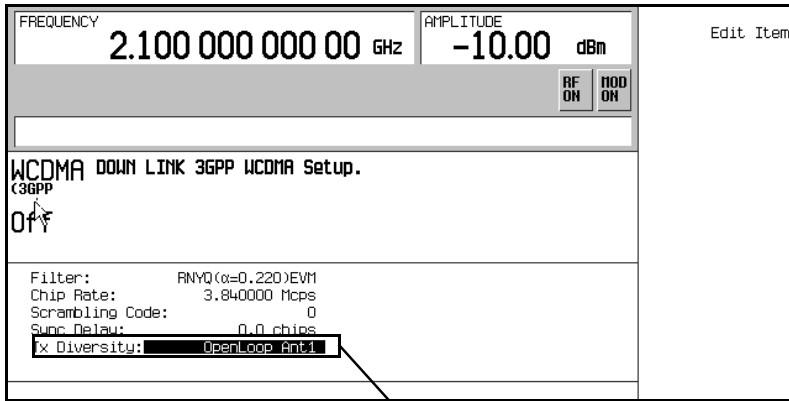 FREQUENCY
2.100 000 000 00 GHz
AMPLITUDE
-10.00 dBm
Edit Item
RF ON
MOD ON
WCDMA DOWN LINK 3GPP WCDMA Setup.
(3GPP
Off
Filter: RNYQ(α=0.220)EVM
Chip Rate: 3.840000 Mcps
Scrambling Code: 0
Sync Delay: 0.0 chips
Tx Diversity: OpenLoop Ant1